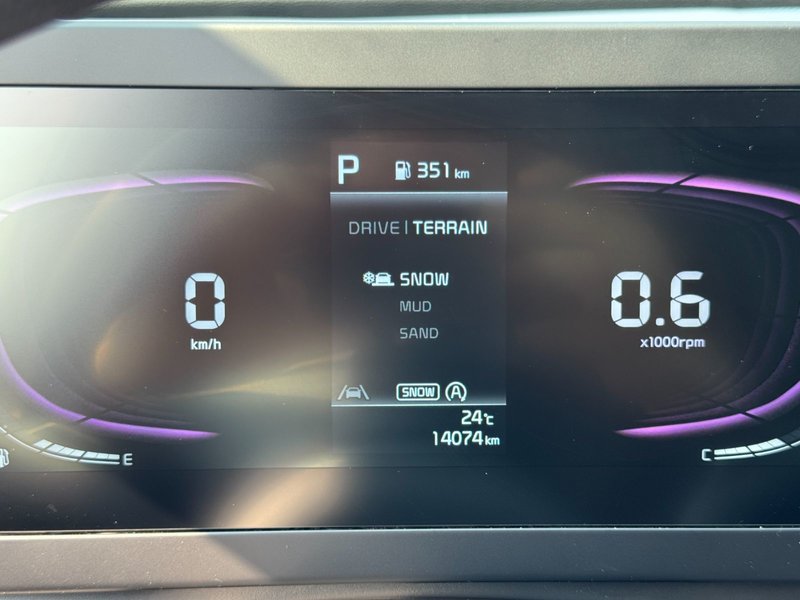 P 351 km
DRIVE | TERRAIN
SNOW
MUD
SAND
0
km/h
0.6
x1000rpm
SNOW A
24℃
14074 km
E
C